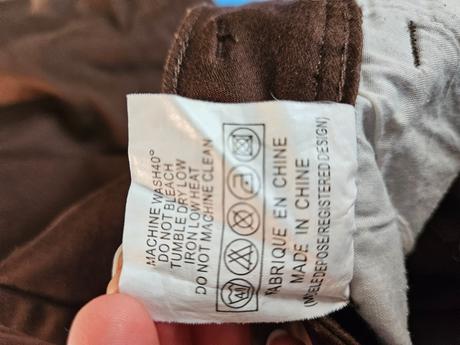 MACHINE WASH40°
DO NOT BLEACH
TUMBLE DRY LOW
IRON LOW HEAT
DO NOT MACHINE CLEAN
FABRIQUE EN CHINE
MADE IN CHINE
(MODELE DEPOSE/REGISTERED DESIGN)